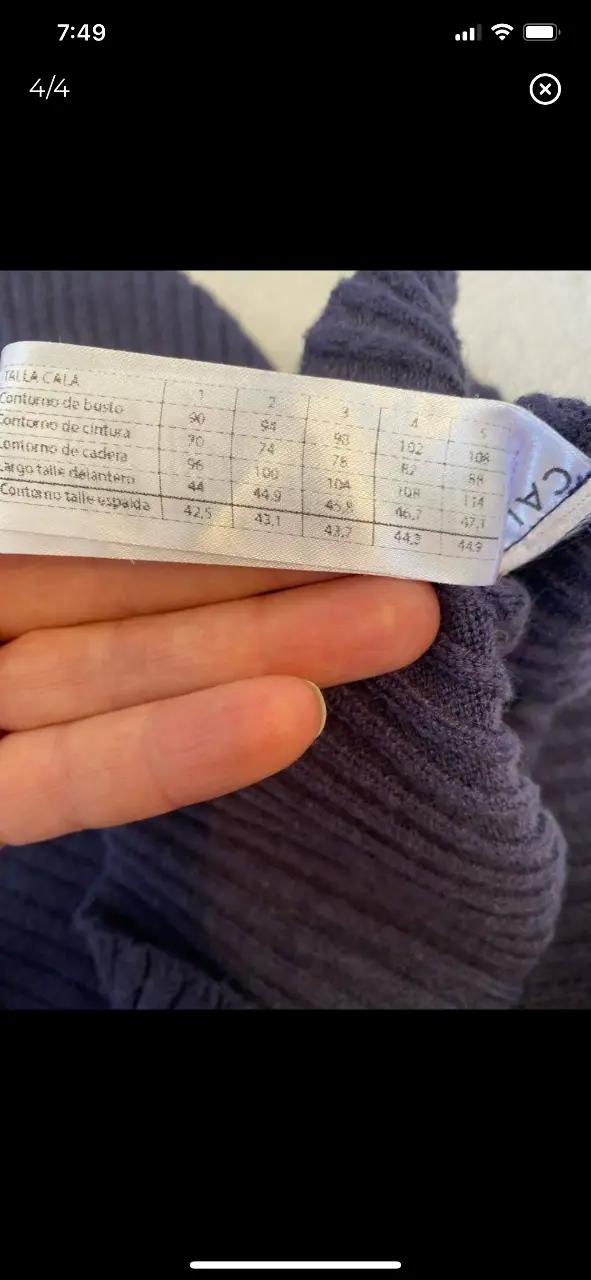 7:49
4/4
TALLA CALA 1 2 3 4 5
Contorno de busto 90 94 98 102 108
Contorno de cintura 70 74 78 82 88
Contorno de cadera 96 100 104 108 114
Largo talle delantero 44 44,9 45,8 46,7 47,1
Contorno talle espalda 42,5 43,1 43,7 44,3 44,9
CAL